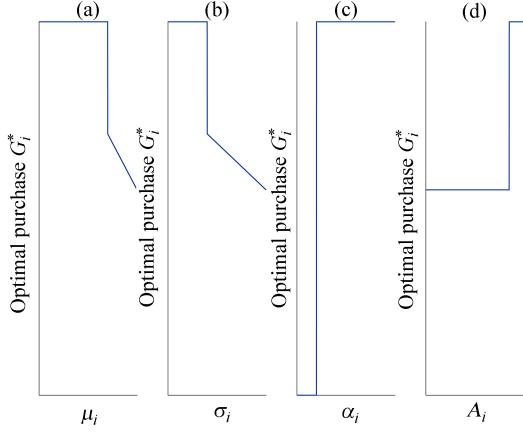 (a) (b) (c) (d)
Optimal purchase G*i
Optimal purchase G*i
Optimal purchase G*i
Optimal purchase G*i
μi σi αi Ai